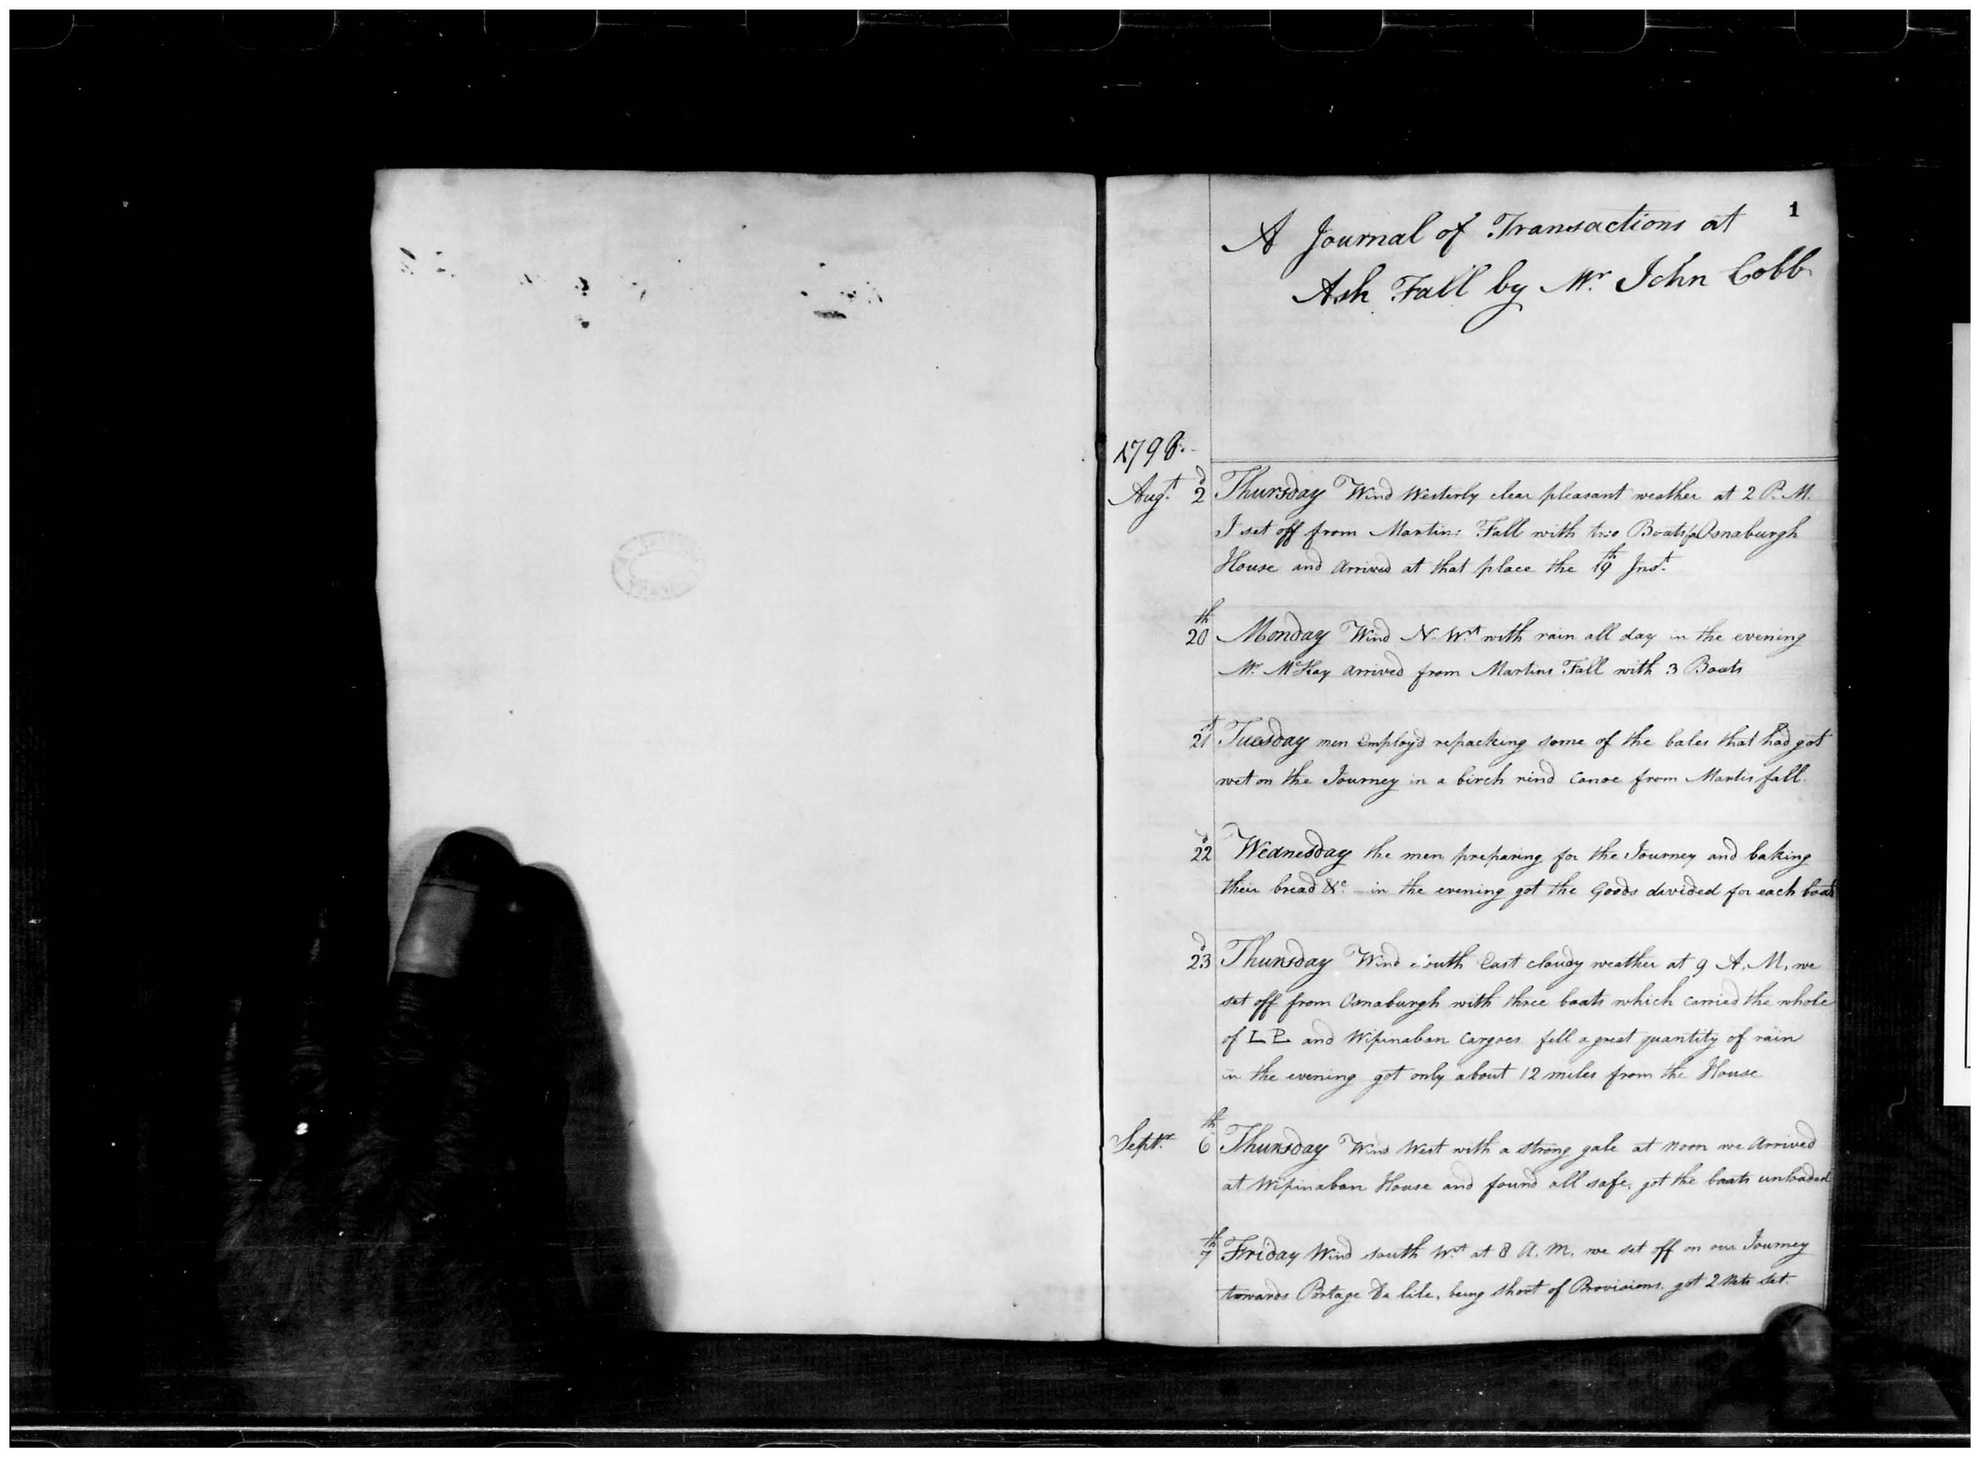 1
A Journal of Transactions at
Ash Fall by Mr. John Cobb
1798.
Augt. 2d Thursday Wind Westerly clear pleasant weather at 2 P. M.
I set off from Martins Fall with two Boats for Osnaburgh
House and Arrived at that place the 19th Inst.
20th Monday Wind N. Wst with rain all day in the evening
Mr. McKay arrived from Martins Fall with 3 Boats
21st Tuesday men Employd repacking some of the bales that had got
wet on the Journey in a birch rind Canoe from Martis fall.
22d Wednesday the men preparing for the Journey and baking
their bread &c. in the evening got the Goods devided for each boat
23d Thursday Wind South East cloudy weather at 9 A. M. we
set off from Osnaburgh with three boats which carried the whole
of L P and Wipinaban Cargoes fell a great quantity of rain
in the evening got only about 12 miles from the House
Septr. 6th Thursday Wind West with a strong gale at noon we Arrived
at Wipinaban House and found all safe, got the boats unloaded
7th Friday Wind south Wst at 8 A. M. we set off on our Journey
towards Portage De lile, being short of Provisions, got 2 Nets set.